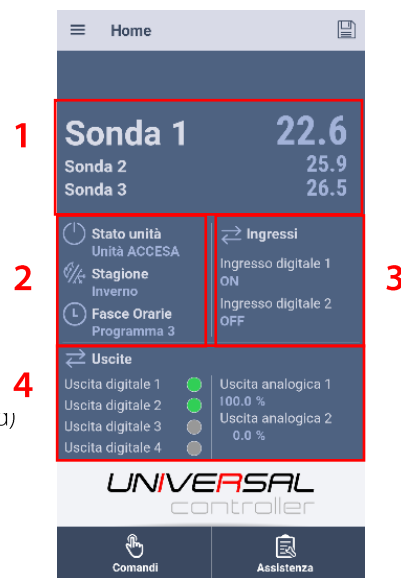 Home
1
Sonda 1 22.6
Sonda 2 25.9
Sonda 3 26.5
2
Stato unità
Unità ACCESA
Stagione
Inverno
Fasce Orarie
Programma 3
3
Ingressi
Ingresso digitale 1
ON
Ingresso digitale 2
OFF
4
Uscite
Uscita digitale 1
Uscita digitale 2
Uscita digitale 3
Uscita digitale 4
Uscita analogica 1
100.0 %
Uscita analogica 2
0.0 %
UNIVERSAL
controller
Comandi
Assistenza